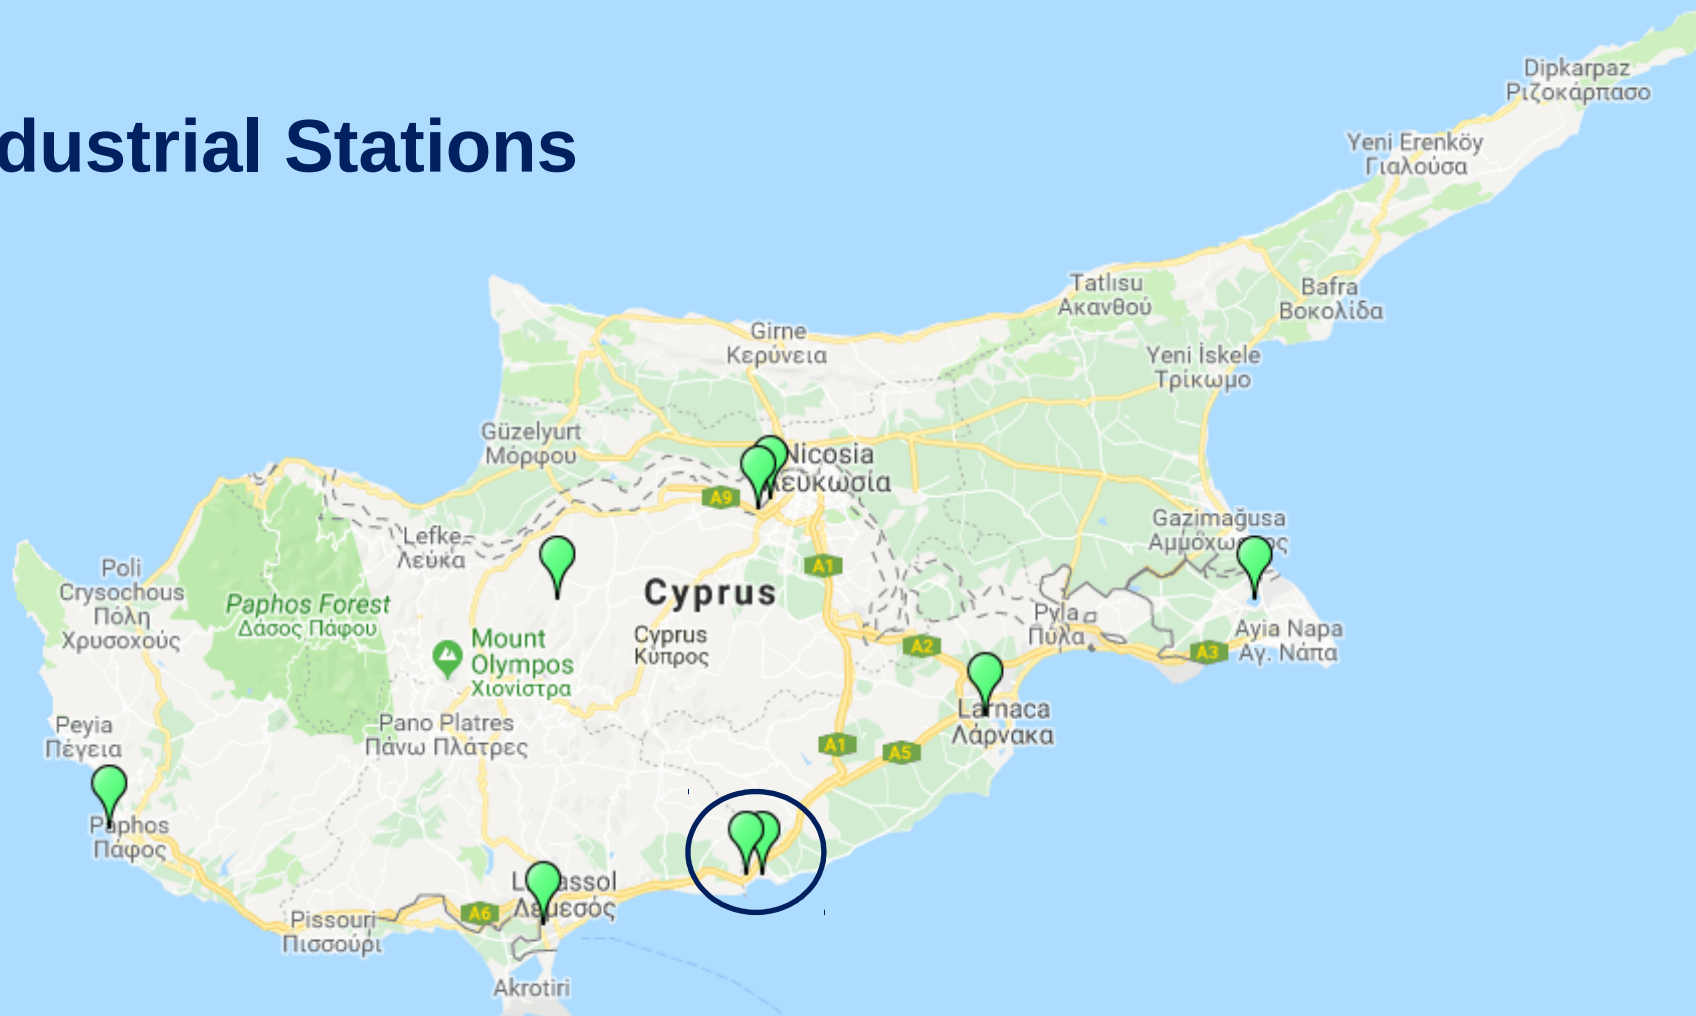 dustrial Stations
Dipkarpaz
Ριζοκάρπασο
Yeni Erenköy
Γιαλούσα
Tatlısu
Ακανθού
Bafra
Βοκολίδα
Girne
Κερύνεια
Yeni İskele
Τρίκωμο
Güzelyurt
Μόρφου
Nicosia
A9
Gazimağusa
Lefke
Λεύκα
Poli
Crysochous
Πόλη
Χρυσοχούς
A1
Cyprus
Paphos Forest
Δάσος Πάφου
Pyla
Πύλα
Mount
Olympos
Χιονίστρα
Cyprus
Κύπρος
A2
A3
Ayia Napa
Αγ. Νάπα
Larnaca
Λάρνακα
Peyia
Πέγεια
Pano Platres
Πάνω Πλάτρες
A1
A5
Paphos
Πάφος
Λεμεσός
A6
Pissouri
Πισσούρι
Akrotiri